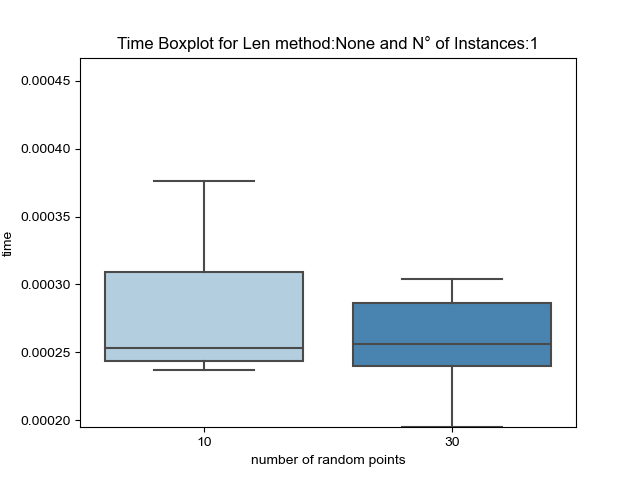 Time Boxplot for Len method:None and N° of Instances:1
0.00045
0.00040
0.00035
0.00030
0.00025
0.00020
time
10
30
number of random points